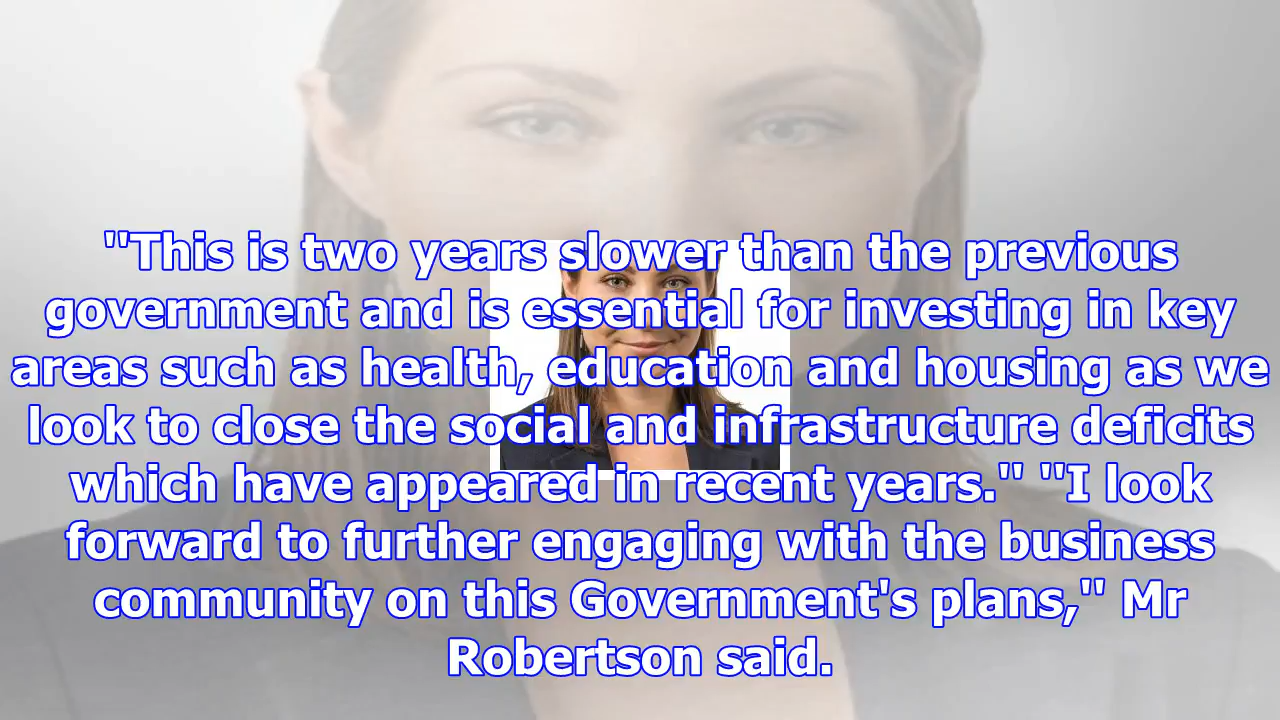 "This is two years slower than the previous
government and is essential for investing in key
areas such as health, education and housing as we
look to close the social and infrastructure deficits
which have appeared in recent years." "I look
forward to further engaging with the business
community on this Government's plans," Mr
Robertson said.